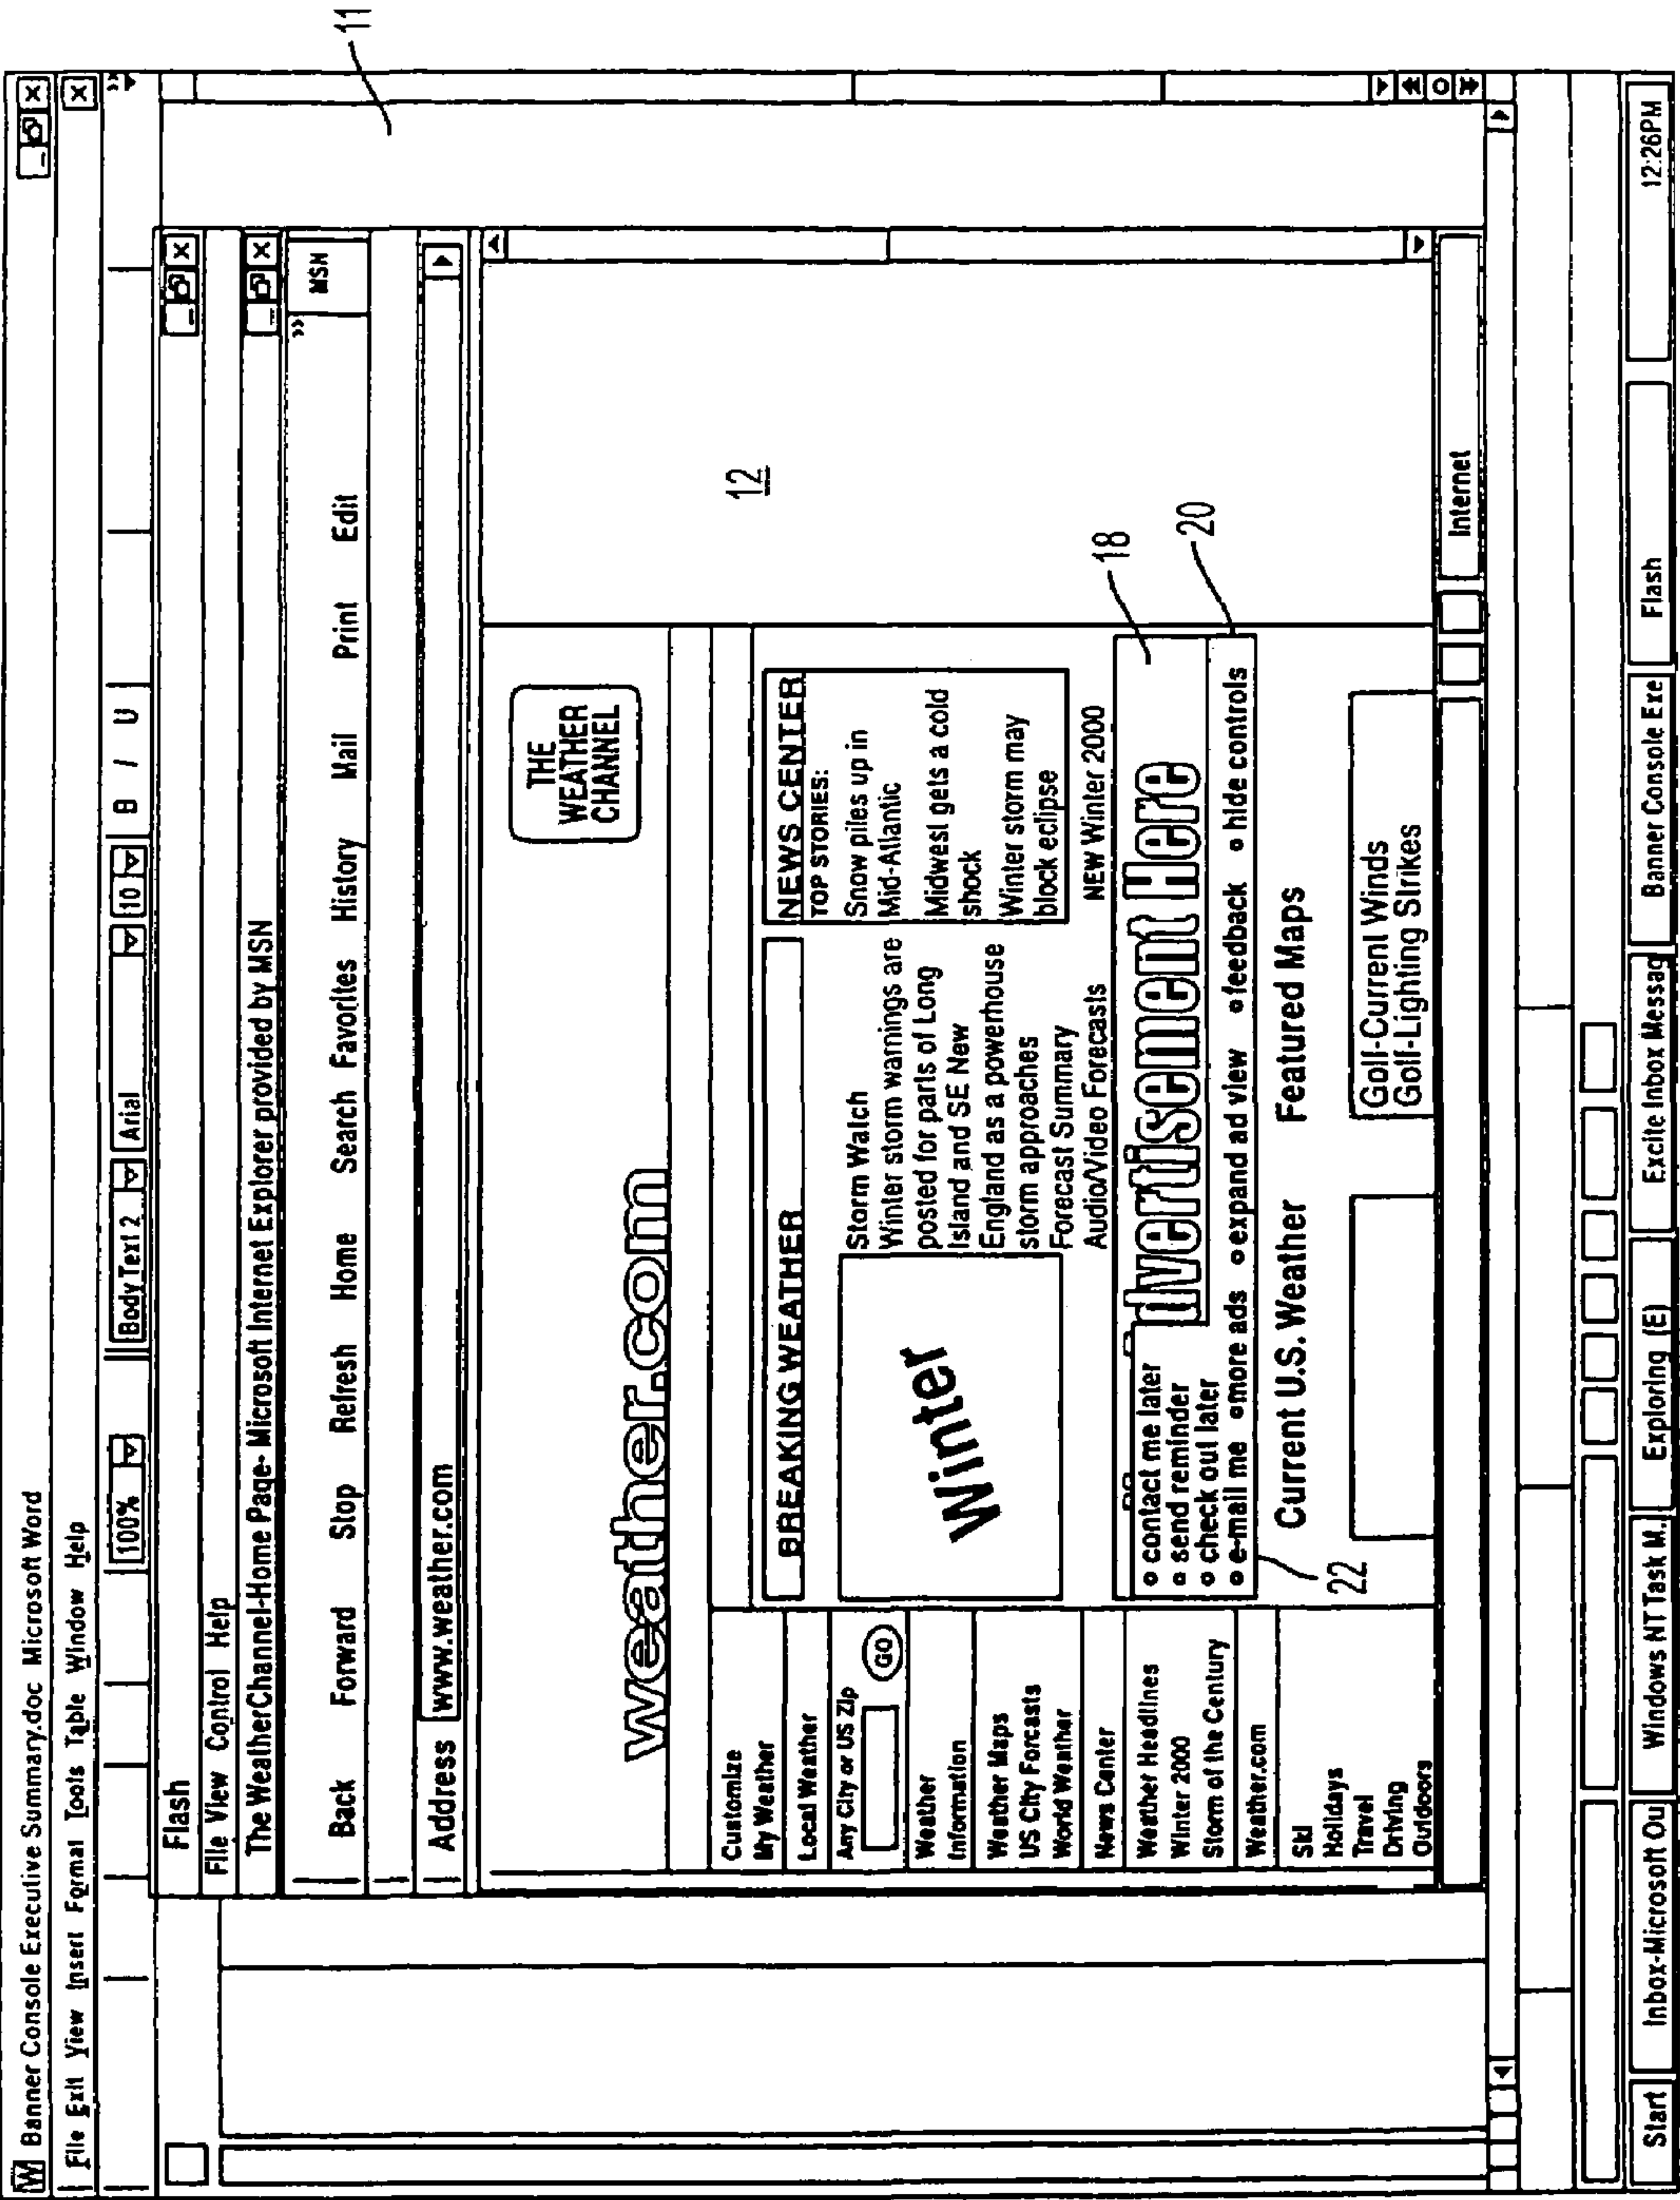 W Banner Console Executive Summary.doc Microsoft Word
File Exit View Insert Format Tools Table Window Help
100% Body Text 2 Arial 10 B / U
11
Flash
File View Control Help
The WeatherChannel-Home Page- Microsoft Internet Explorer provided by MSN
Back Forward Stop Refresh Home Search Favorites History Mail Print Edit MSN
Address www.weather.com
weather.com
THE
WEATHER
CHANNEL
12
Customize
My Weather
Local Weather
Any City or US Zip
GO
Weather
Information
Weather Maps
US City Forcasts
World Weather
News Center
Weather Headlines
Winter 2000
Storm of the Century
Weather.com
Ski
Holidays
Travel
Driving
Outdoors
BREAKING WEATHER
Winter
Storm Watch
Winter storm warnings are
posted for parts of Long
Island and SE New
England as a powerhouse
storm approaches
Forecast Summary
Audio/Video Forecasts
NEW Winter 2000
NEWS CENTER
TOP STORIES:
Snow piles up in
Mid-Atlantic
Midwest gets a cold
shock
Winter storm may
block eclipse
dvertisement Here
18
20
contact me later
send reminder
check out later
e-mail me more ads expand ad view feedback hide controls
22
Current U.S. Weather Featured Maps
Golf-Current Winds
Golf-Lighting Strikes
Internet
Start Inbox-Microsoft Ou Windows NT Task M. Exploring (E) Excite Inbox Messag Banner Console Exe Flash 12:26PM